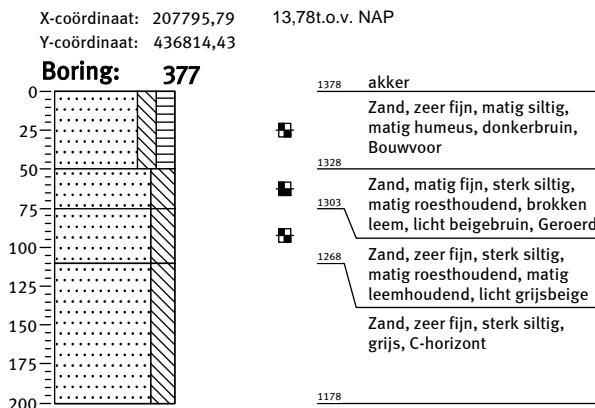 X-coördinaat: 207795,79 13,78t.o.v. NAP
Y-coördinaat: 436814,43
Boring: 377
0
25
50
75
100
125
150
175
200
1378 akker
Zand, zeer fijn, matig siltig,
matig humeus, donkerbruin,
Bouwvoor
1328
Zand, matig fijn, sterk siltig,
matig roesthoudend, brokken
leem, licht beigebruin, Geroerd
1303
Zand, zeer fijn, sterk siltig,
matig roesthoudend, matig
leemhoudend, licht grijsbeige
1268
Zand, zeer fijn, sterk siltig,
grijs, C-horizont
1178